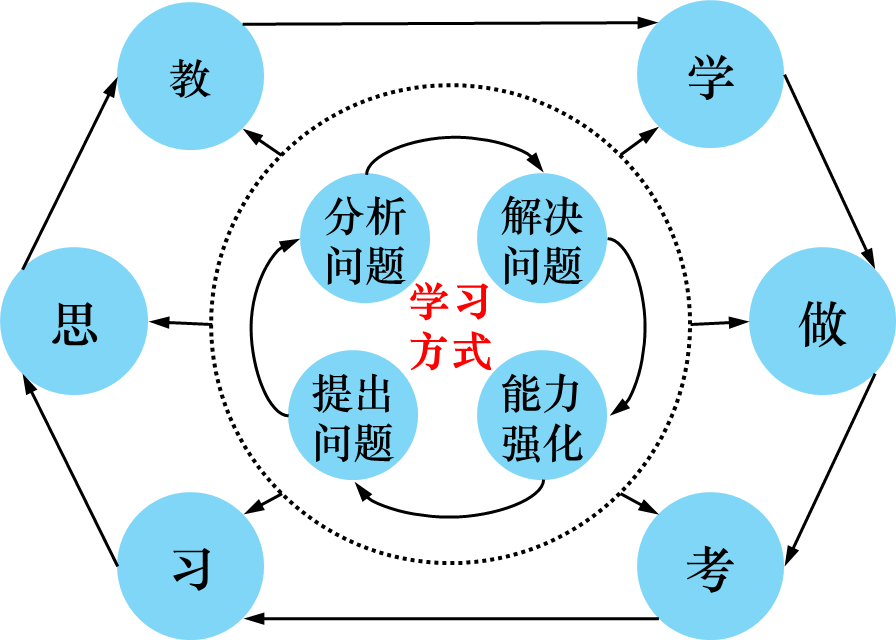 教
学
分析
问题
解决
问题
学习
方式
思
做
提出
问题
能力
强化
习
考